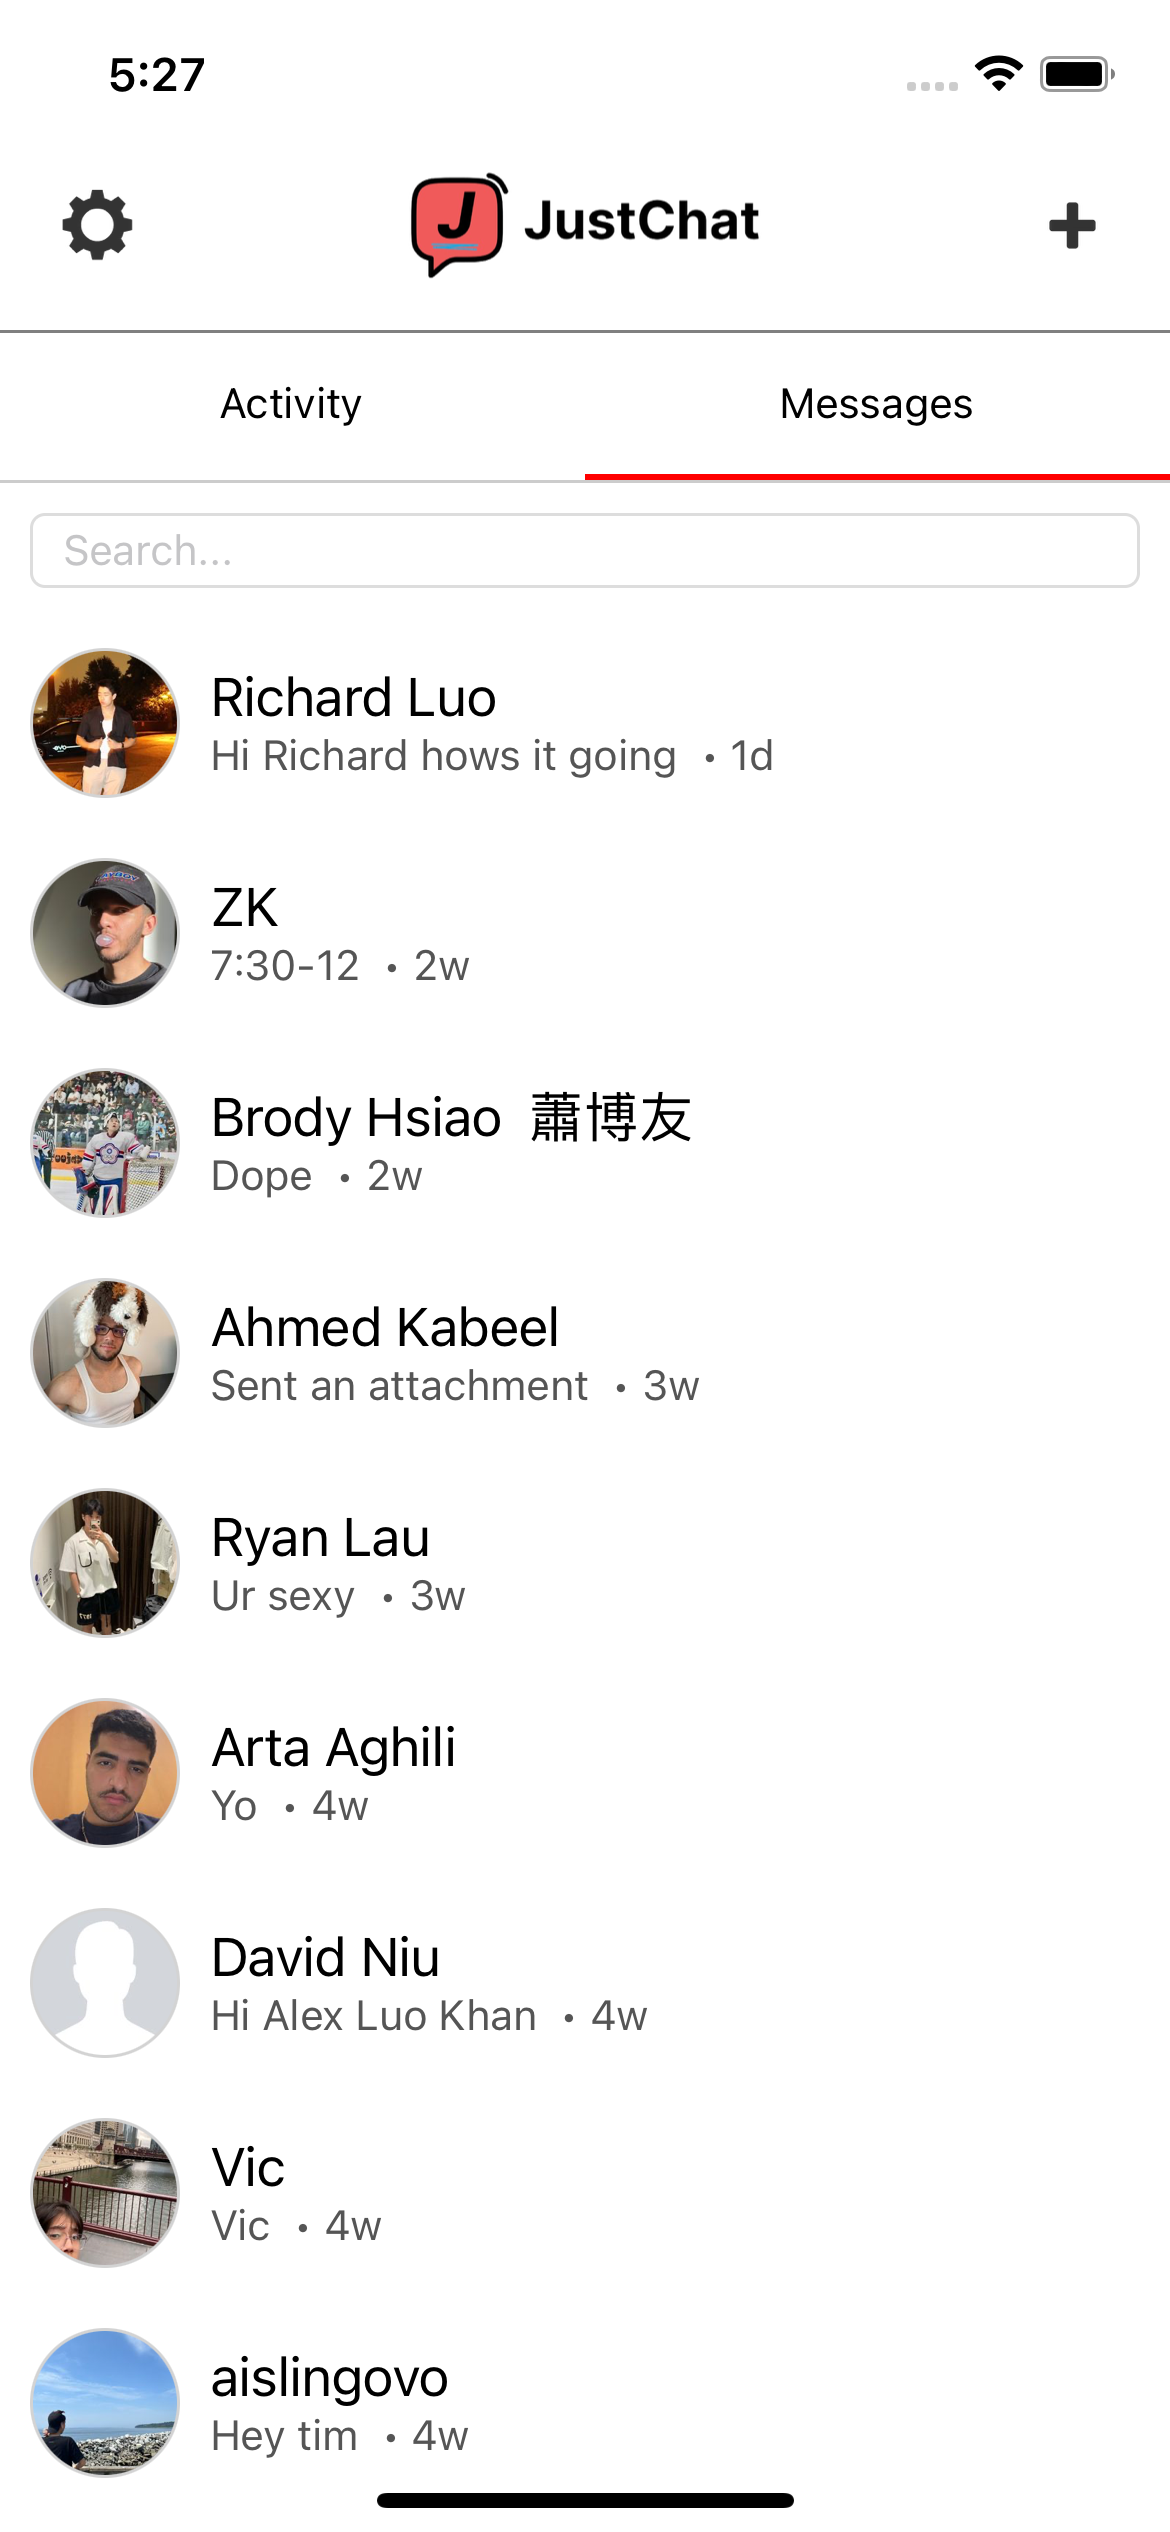 5:27
J JustChat
Activity
Messages
Search...
Richard Luo
Hi Richard hows it going • 1d
ZK
7:30-12 • 2w
Brody Hsiao 蕭博友
Dope • 2w
Ahmed Kabeel
Sent an attachment • 3w
Ryan Lau
Ur sexy • 3w
Arta Aghili
Yo • 4w
David Niu
Hi Alex Luo Khan • 4w
Vic
Vic • 4w
aislingovo
Hey tim • 4w